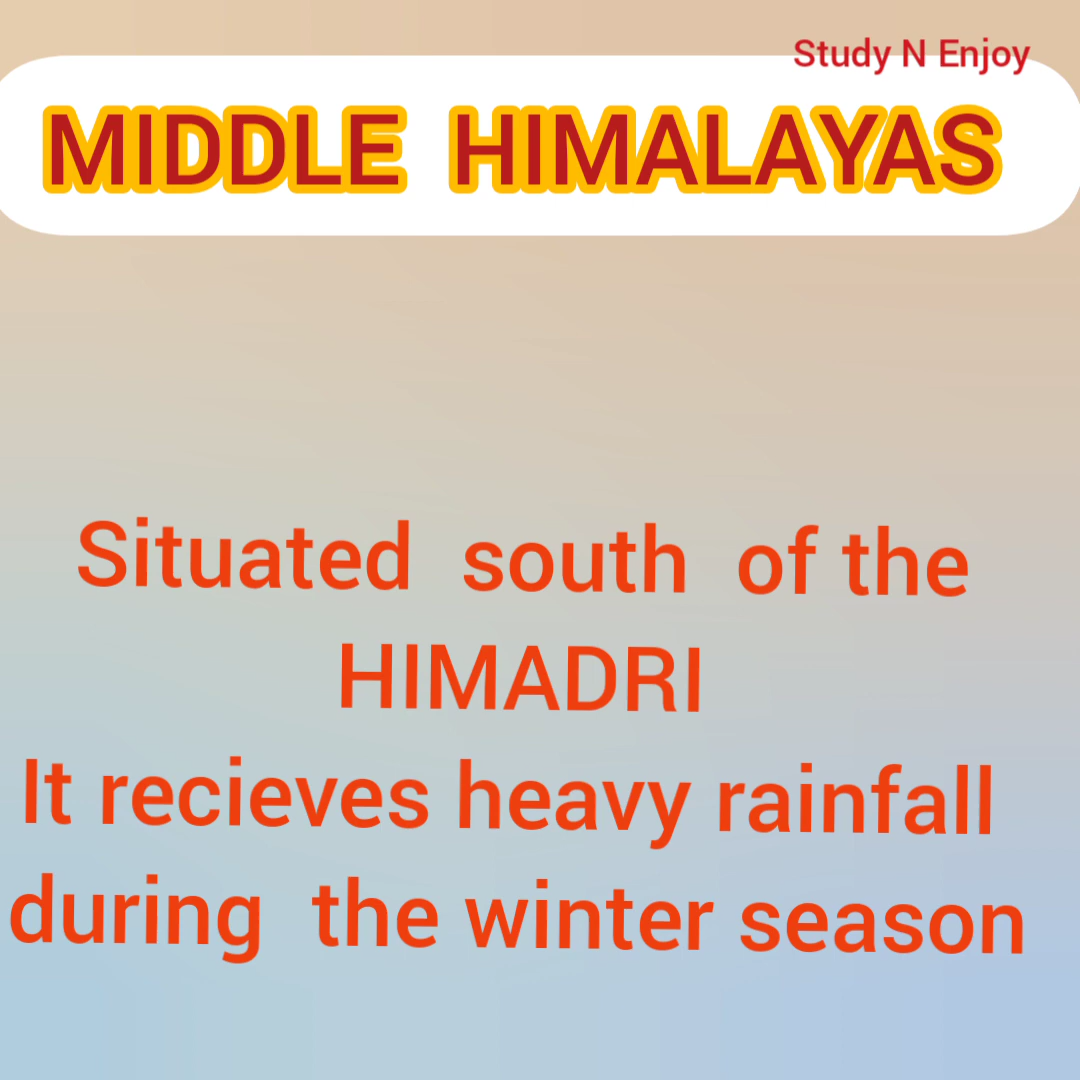 Study N Enjoy
MIDDLE HIMALAYAS
Situated south of the
HIMADRI
It recieves heavy rainfall
during the winter season